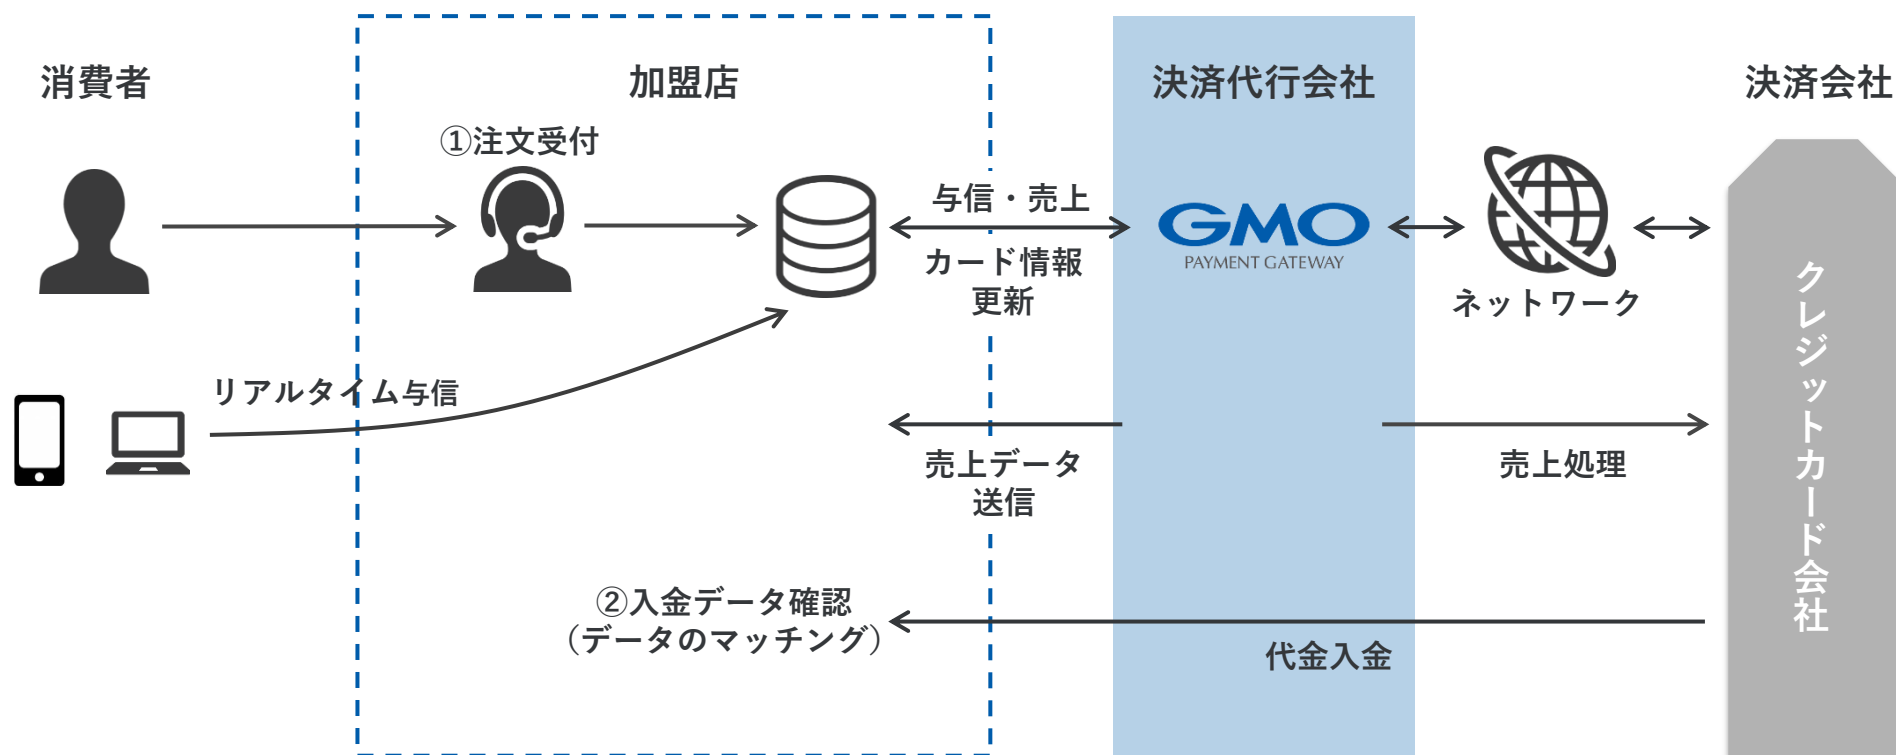 消費者
加盟店
決済代行会社
決済会社
①注文受付
与信・売上
カード情報
更新
GMO
PAYMENT GATEWAY
ネットワーク
クレジットカード会社
リアルタイム与信
売上データ
送信
売上処理
②入金データ確認
（データのマッチング）
代金入金